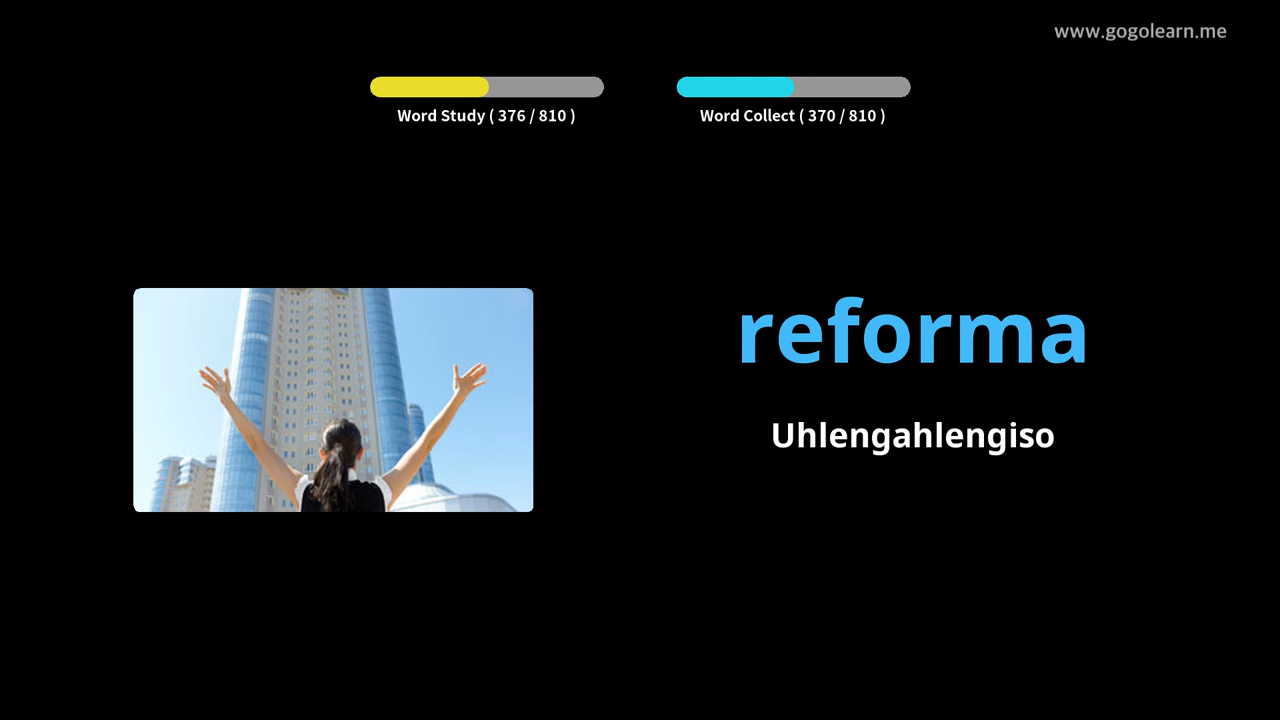 www.gogolearn.me
Word Study ( 376 / 810 )
Word Collect ( 370 / 810 )
reforma
Uhlengahlengiso